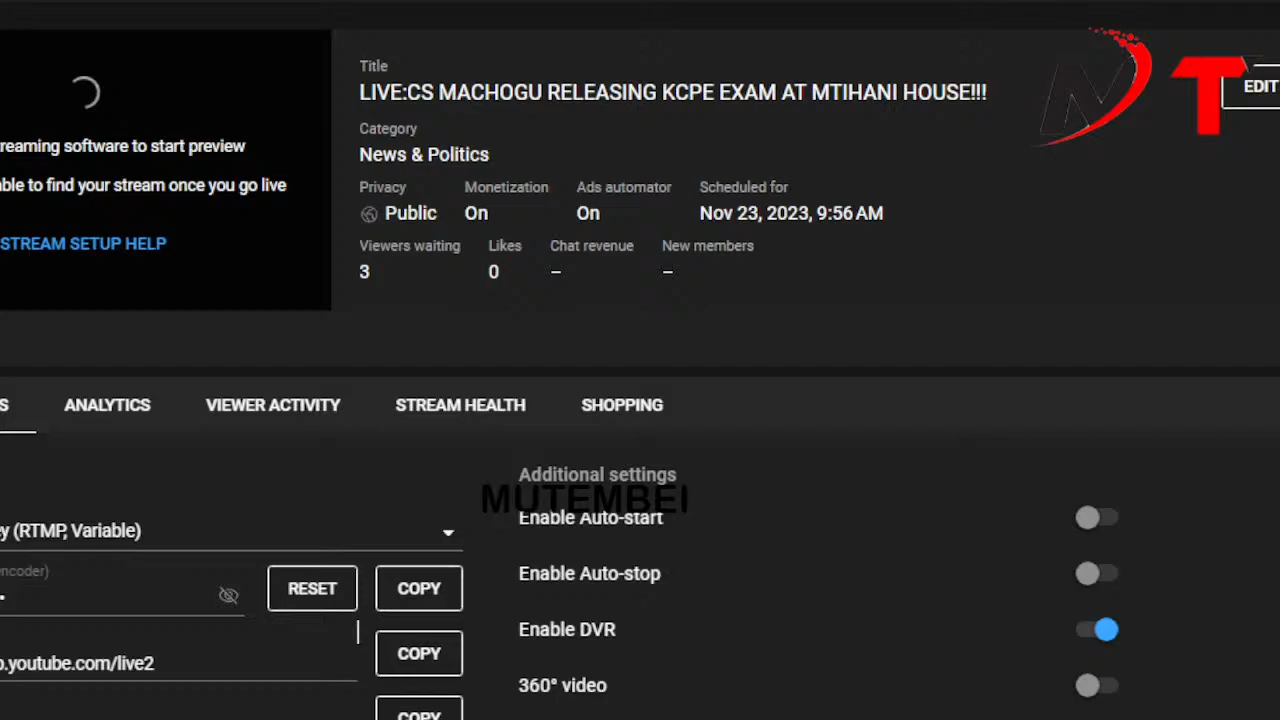 Title
LIVE:CS MACHOGU RELEASING KCPE EXAM AT MTIHANI HOUSE!!!
N T
EDIT
Category
News & Politics
reaming software to start preview
able to find your stream once you go live
STREAM SETUP HELP
Privacy Monetization Ads automator Scheduled for
Public On On Nov 23, 2023, 9:56 AM
Viewers waiting Likes Chat revenue New members
3 0 – –
S ANALYTICS VIEWER ACTIVITY STREAM HEALTH SHOPPING
Additional settings
MUTEMBEI
Enable Auto-start
y (RTMP, Variable)
ncoder)
RESET COPY
Enable Auto-stop
Enable DVR
COPY
p.youtube.com/live2
360° video
COPY